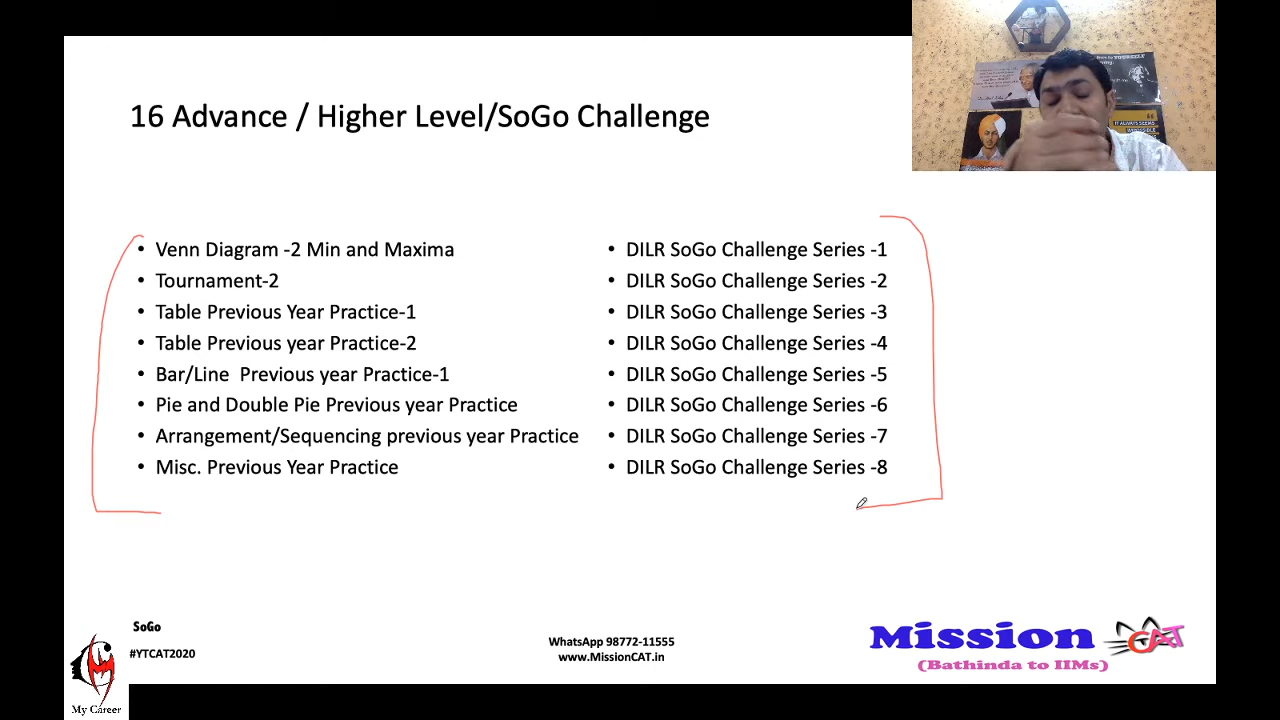 16 Advance / Higher Level/SoGo Challenge
• Venn Diagram -2 Min and Maxima
• Tournament-2
• Table Previous Year Practice-1
• Table Previous year Practice-2
• Bar/Line Previous year Practice-1
• Pie and Double Pie Previous year Practice
• Arrangement/Sequencing previous year Practice
• Misc. Previous Year Practice
• DILR SoGo Challenge Series -1
• DILR SoGo Challenge Series -2
• DILR SoGo Challenge Series -3
• DILR SoGo Challenge Series -4
• DILR SoGo Challenge Series -5
• DILR SoGo Challenge Series -6
• DILR SoGo Challenge Series -7
• DILR SoGo Challenge Series -8
SoGo
#YTCAT2020
WhatsApp 98772-11555
www.MissionCAT.in
Mission CAT
(Bathinda to IIMs)
My Career